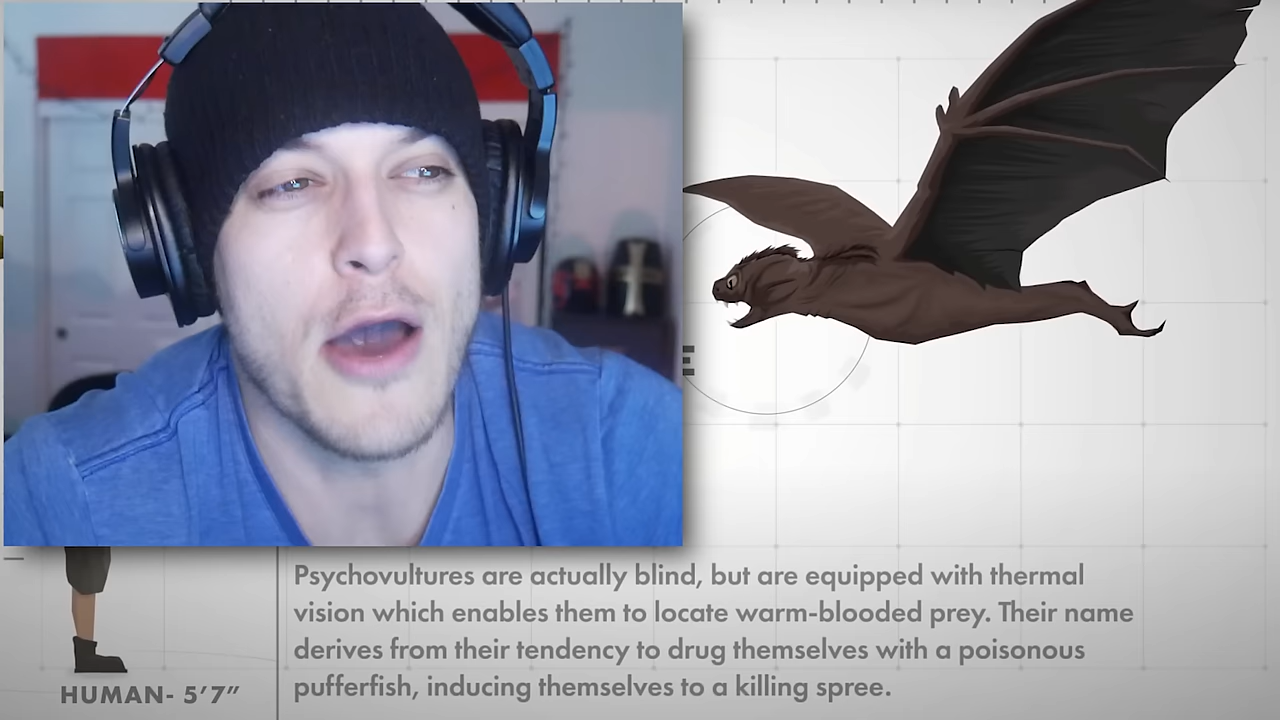 E
Psychovultures are actually blind, but are equipped with thermal
vision which enables them to locate warm-blooded prey. Their name
derives from their tendency to drug themselves with a poisonous
pufferfish, inducing themselves to a killing spree.
HUMAN- 5’7”